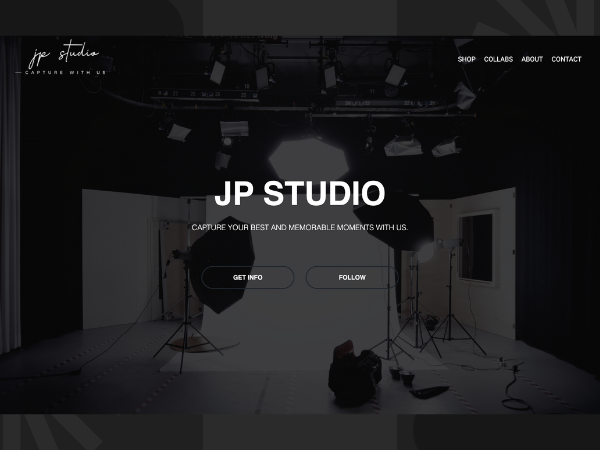 jp studio
CAPTURE WITH US
SHOP COLLABS ABOUT CONTACT
JP STUDIO
CAPTURE YOUR BEST AND MEMORABLE MOMENTS WITH US.
GET INFO FOLLOW